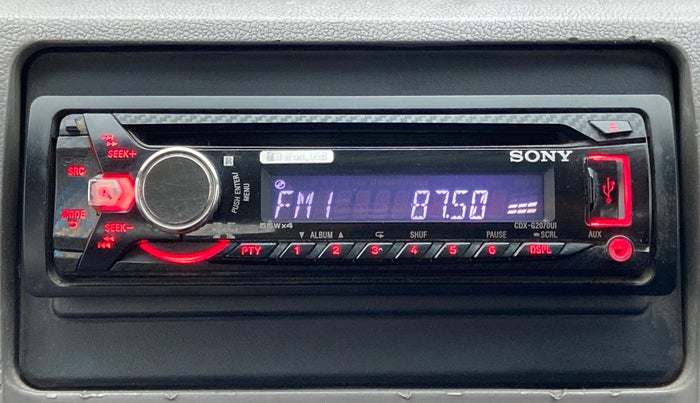 SEEK+
SRC
MODE
SEEK-
PUSH ENTER/
MENU
SONY
FM1 87.50
55W×4
CDX-G2070UI
▼ ALBUM ▲
SHUF
PAUSE
SCRL
AUX
PTY 1 2 3 4 5 6 DSPL